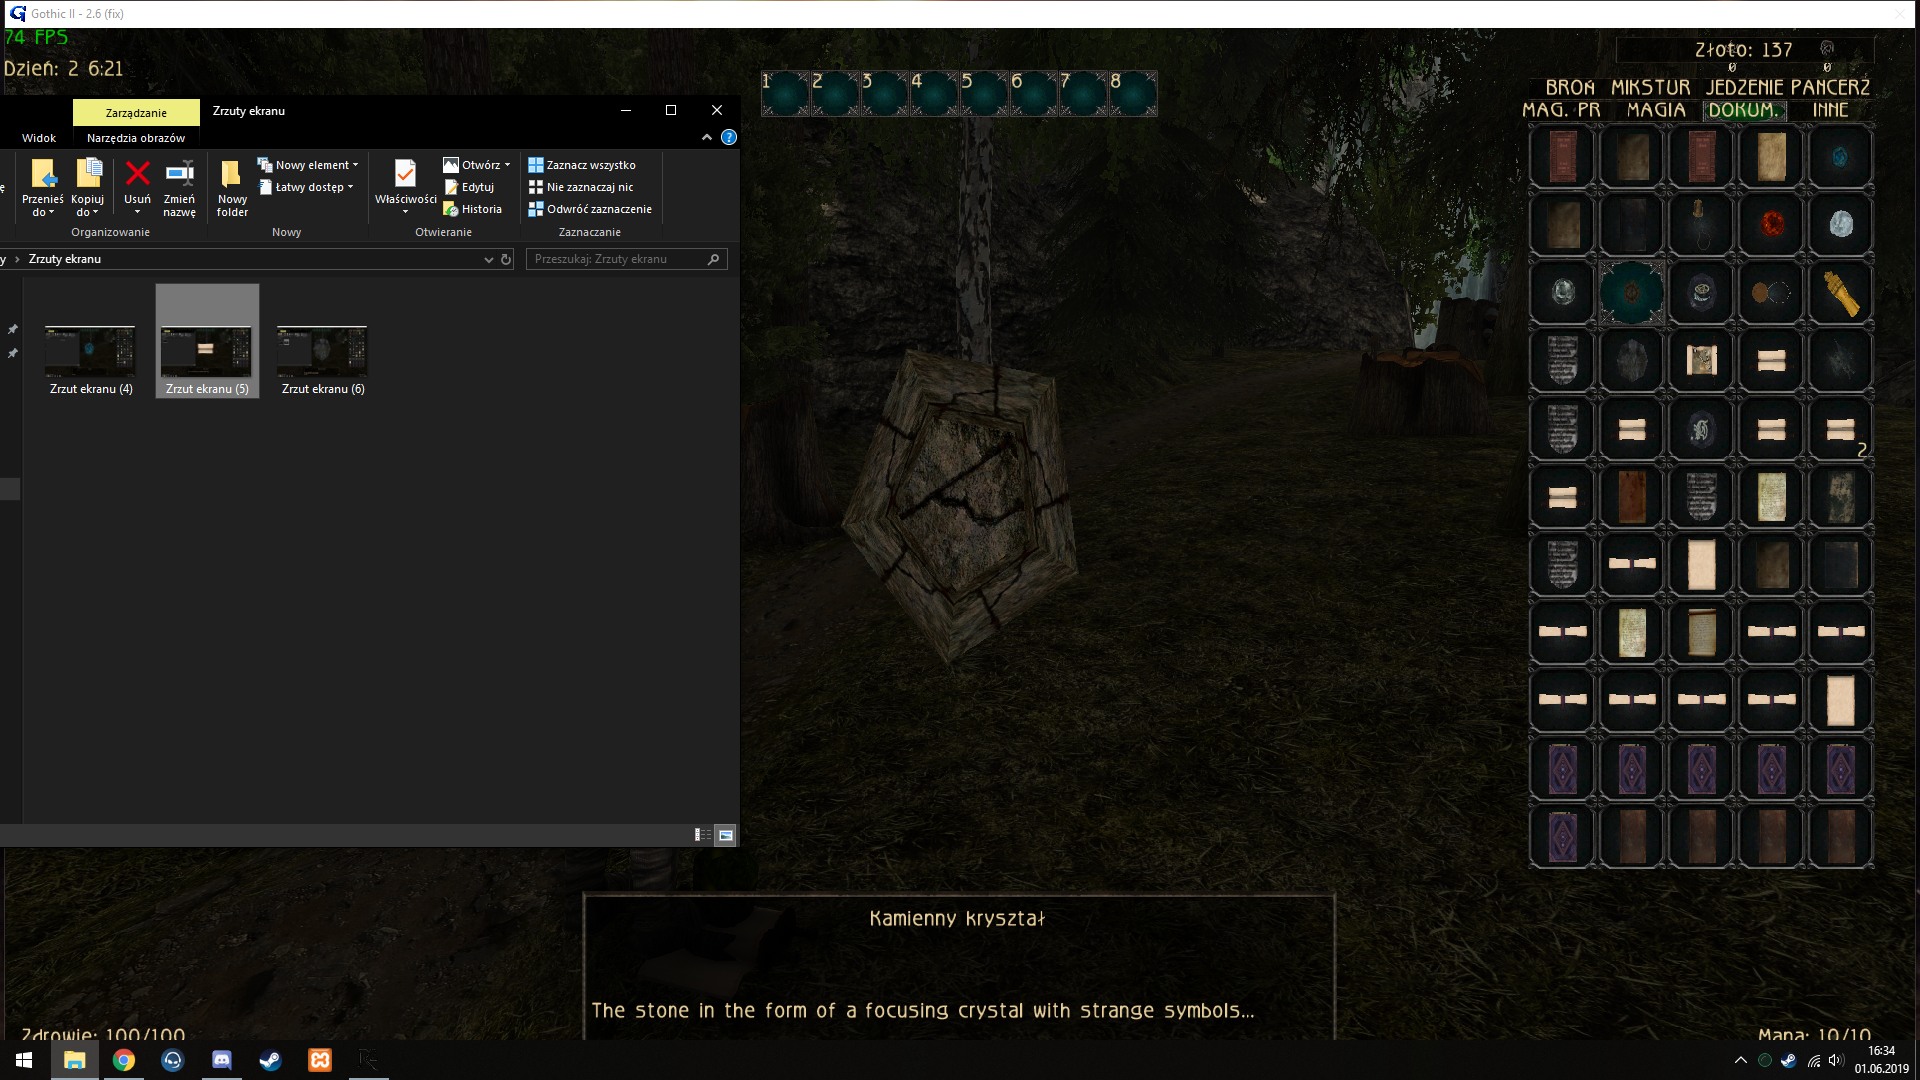 Gothic II - 2.6 (fix)
74 FPS
Dzień: 2 6:21
Zarządzanie
Zrzuty ekranu
Widok
Narzędzia obrazów
Przenieś do
Kopiuj do
Usuń
Zmień nazwę
Nowy folder
Nowy element
Łatwy dostęp
Właściwości
Otwórz
Edytuj
Historia
Zaznacz wszystko
Nie zaznaczaj nic
Odwróć zaznaczenie
Organizowanie
Nowy
Otwieranie
Zaznaczanie
y › Zrzuty ekranu
Przeszukaj: Zrzuty ekranu
Zrzut ekranu (4)
Zrzut ekranu (5)
Zrzut ekranu (6)
1 2 3 4 5 6 7 8
Złoto: 137
0 0
BROŃ MIKSTUR JEDZENIE PANCERZ
MAG. PR MAGIA DOKUM. INNE
2
Kamienny kryształ
The stone in the form of a focusing crystal with strange symbols...
Zdrowie: 100/100
Mana: 10/10
16:34
01.06.2019